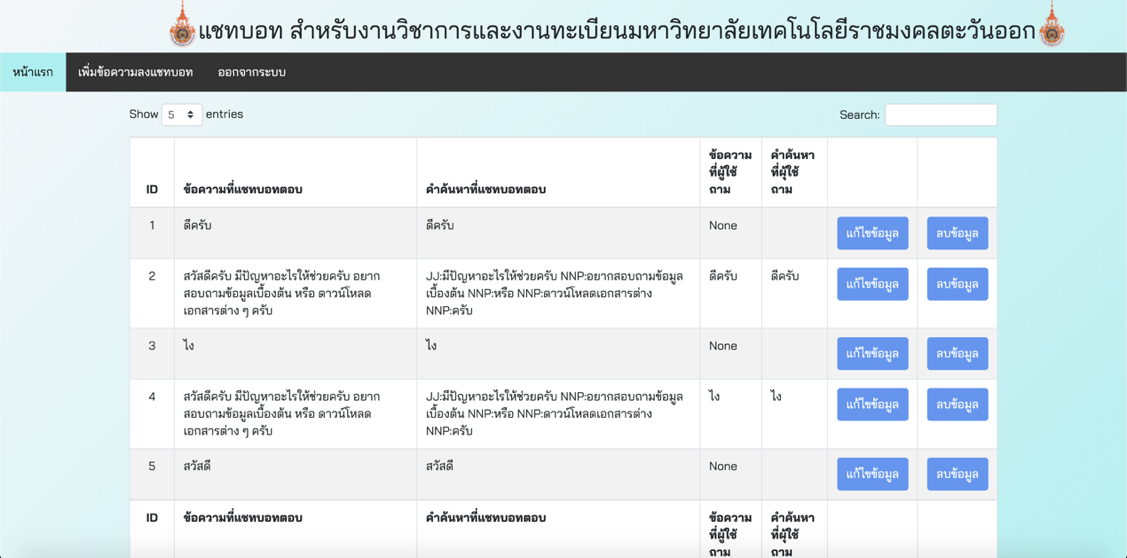 แชทบอท สำหรับงานวิชาการและงานทะเบียนมหาวิทยาลัยเทคโนโลยีราชมงคลตะวันออก
หน้าแรก เพิ่มข้อความลงแชทบอท ออกจากระบบ
Show 5 entries Search:
ID ข้อความที่แชทบอทตอบ คำค้นหาที่แชทบอทตอบ ข้อความที่ผู้ใช้ถาม คำค้นหาที่ผุ้ใช้ถาม
1 ดีครับ ดีครับ None แก้ไขข้อมูล ลบข้อมูล
2 สวัสดีครับ มีปัญหาอะไรให้ช่วยครับ อยาก JJ:มีปัญหาอะไรให้ช่วยครับ NNP:อยากสอบถามข้อมูล ดีครับ ดีครับ แก้ไขข้อมูล ลบข้อมูล
สอบถามข้อมูลเบื้องต้น หรือ ดาวน์โหลด เบื้องต้น NNP:หรือ NNP:ดาวน์โหลดเอกสารต่าง
เอกสารต่าง ๆ ครับ NNP:ครับ
3 ไง ไง None แก้ไขข้อมูล ลบข้อมูล
4 สวัสดีครับ มีปัญหาอะไรให้ช่วยครับ อยาก JJ:มีปัญหาอะไรให้ช่วยครับ NNP:อยากสอบถามข้อมูล ไง ไง แก้ไขข้อมูล ลบข้อมูล
สอบถามข้อมูลเบื้องต้น หรือ ดาวน์โหลด เบื้องต้น NNP:หรือ NNP:ดาวน์โหลดเอกสารต่าง
เอกสารต่าง ๆ ครับ NNP:ครับ
5 สวัสดี สวัสดี None แก้ไขข้อมูล ลบข้อมูล
ID ข้อความที่แชทบอทตอบ คำค้นหาที่แชทบอทตอบ ข้อความที่ผู้ใช้ถาม คำค้นหาที่ผุ้ใช้ถาม